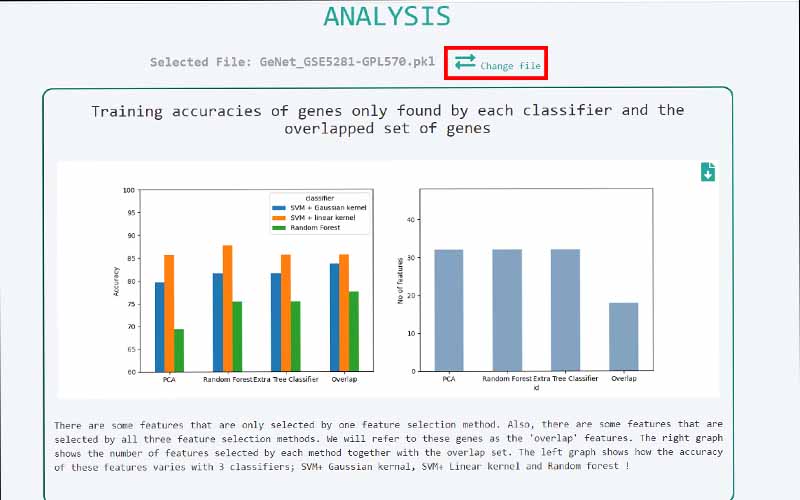 ANALYSIS
Selected File: GeNet_GSE5281-GPL570.pkl
Change file
Training accuracies of genes only found by each classifier and the
overlapped set of genes
100
95
90
85
80
75
70
65
60
Accuracy
classifier
SVM + Gaussian kernel
SVM + linear kernel
Random Forest
PCA
Random Forest
Extra Tree Classifier
Overlap
40
30
20
10
0
No of features
PCA
Random Forest
Extra Tree Classifier
Overlap
id
There are some features that are only selected by one feature selection method. Also, there are some features that are
selected by all three feature selection methods. We will refer to these genes as the 'overlap' features. The right graph
shows the number of features selected by each method together with the overlap set. The left graph shows how the accuracy
of these features varies with 3 classifiers; SVM+ Gaussian kernal, SVM+ Linear kernel and Random forest !